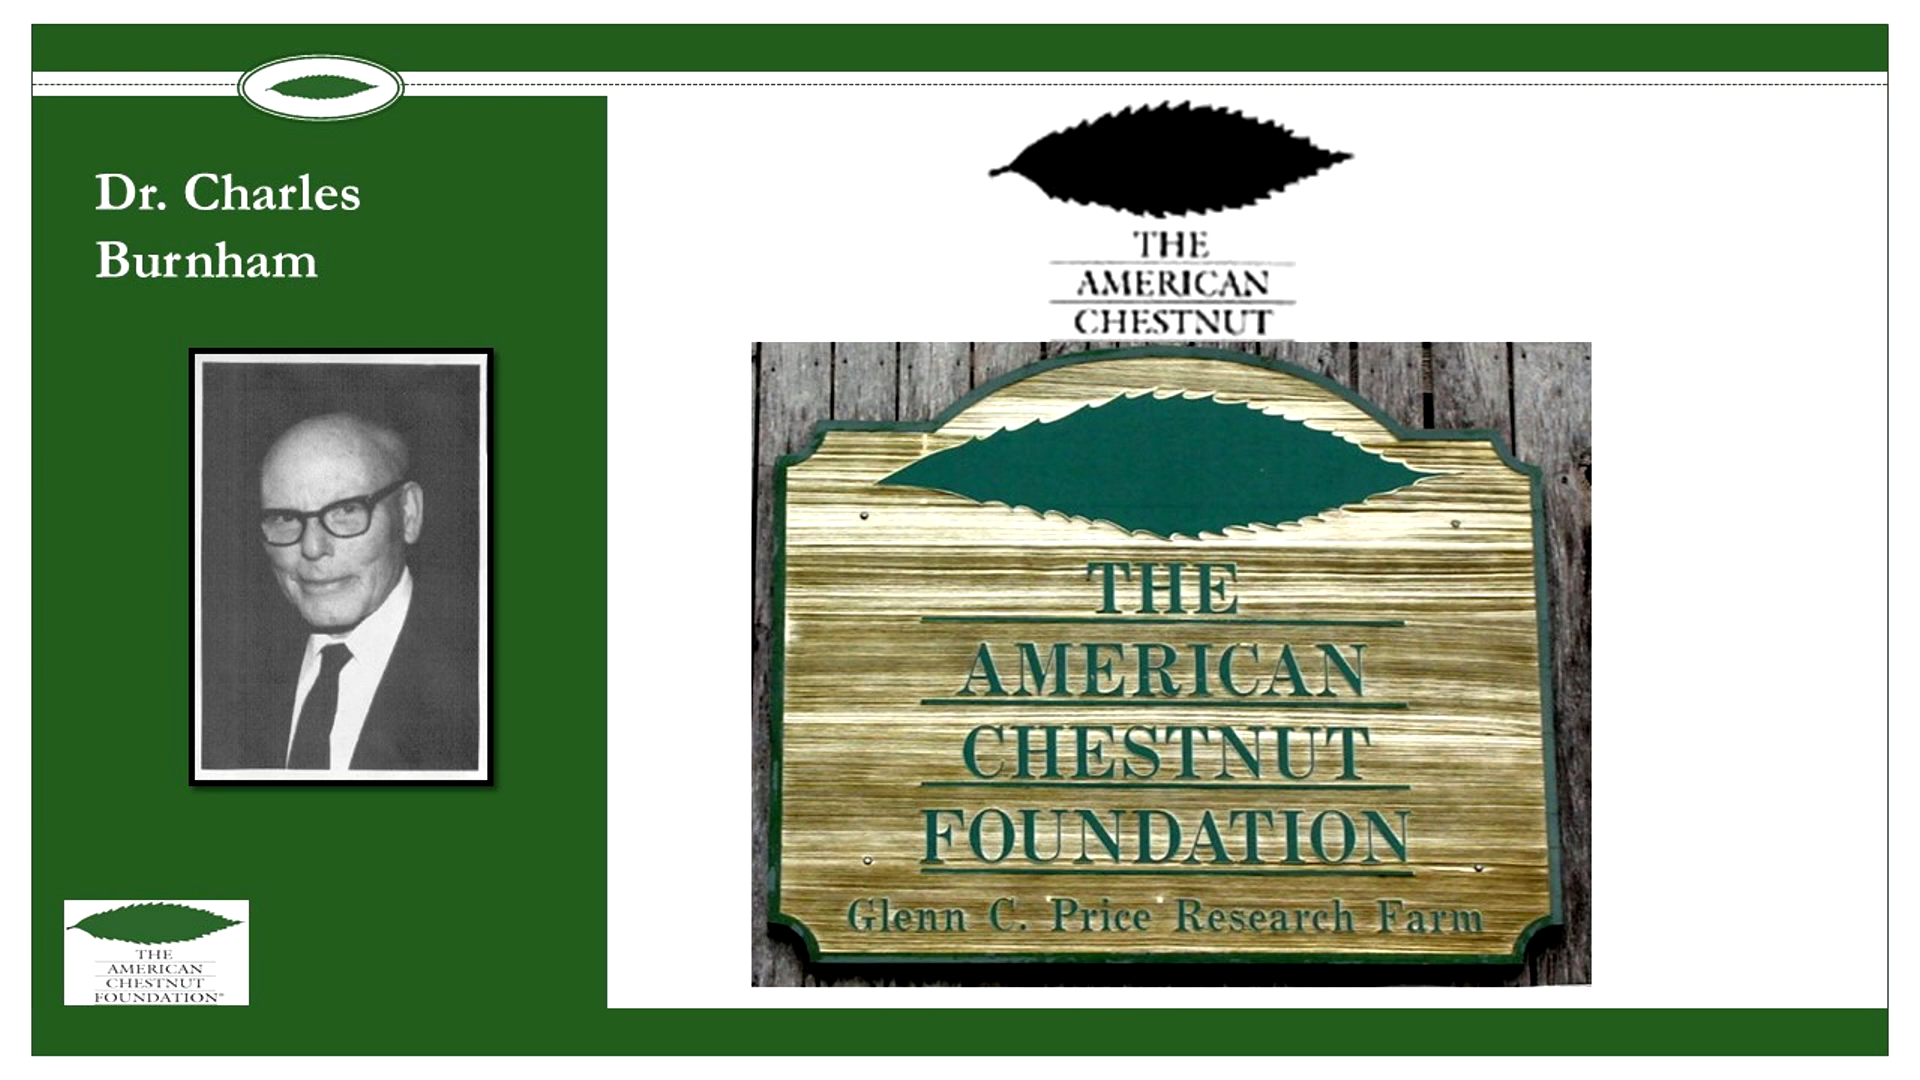 Dr. Charles
Burnham
THE
AMERICAN
CHESTNUT
FOUNDATION®
THE
AMERICAN
CHESTNUT
THE
AMERICAN
CHESTNUT
FOUNDATION
Glenn C. Price Research Farm